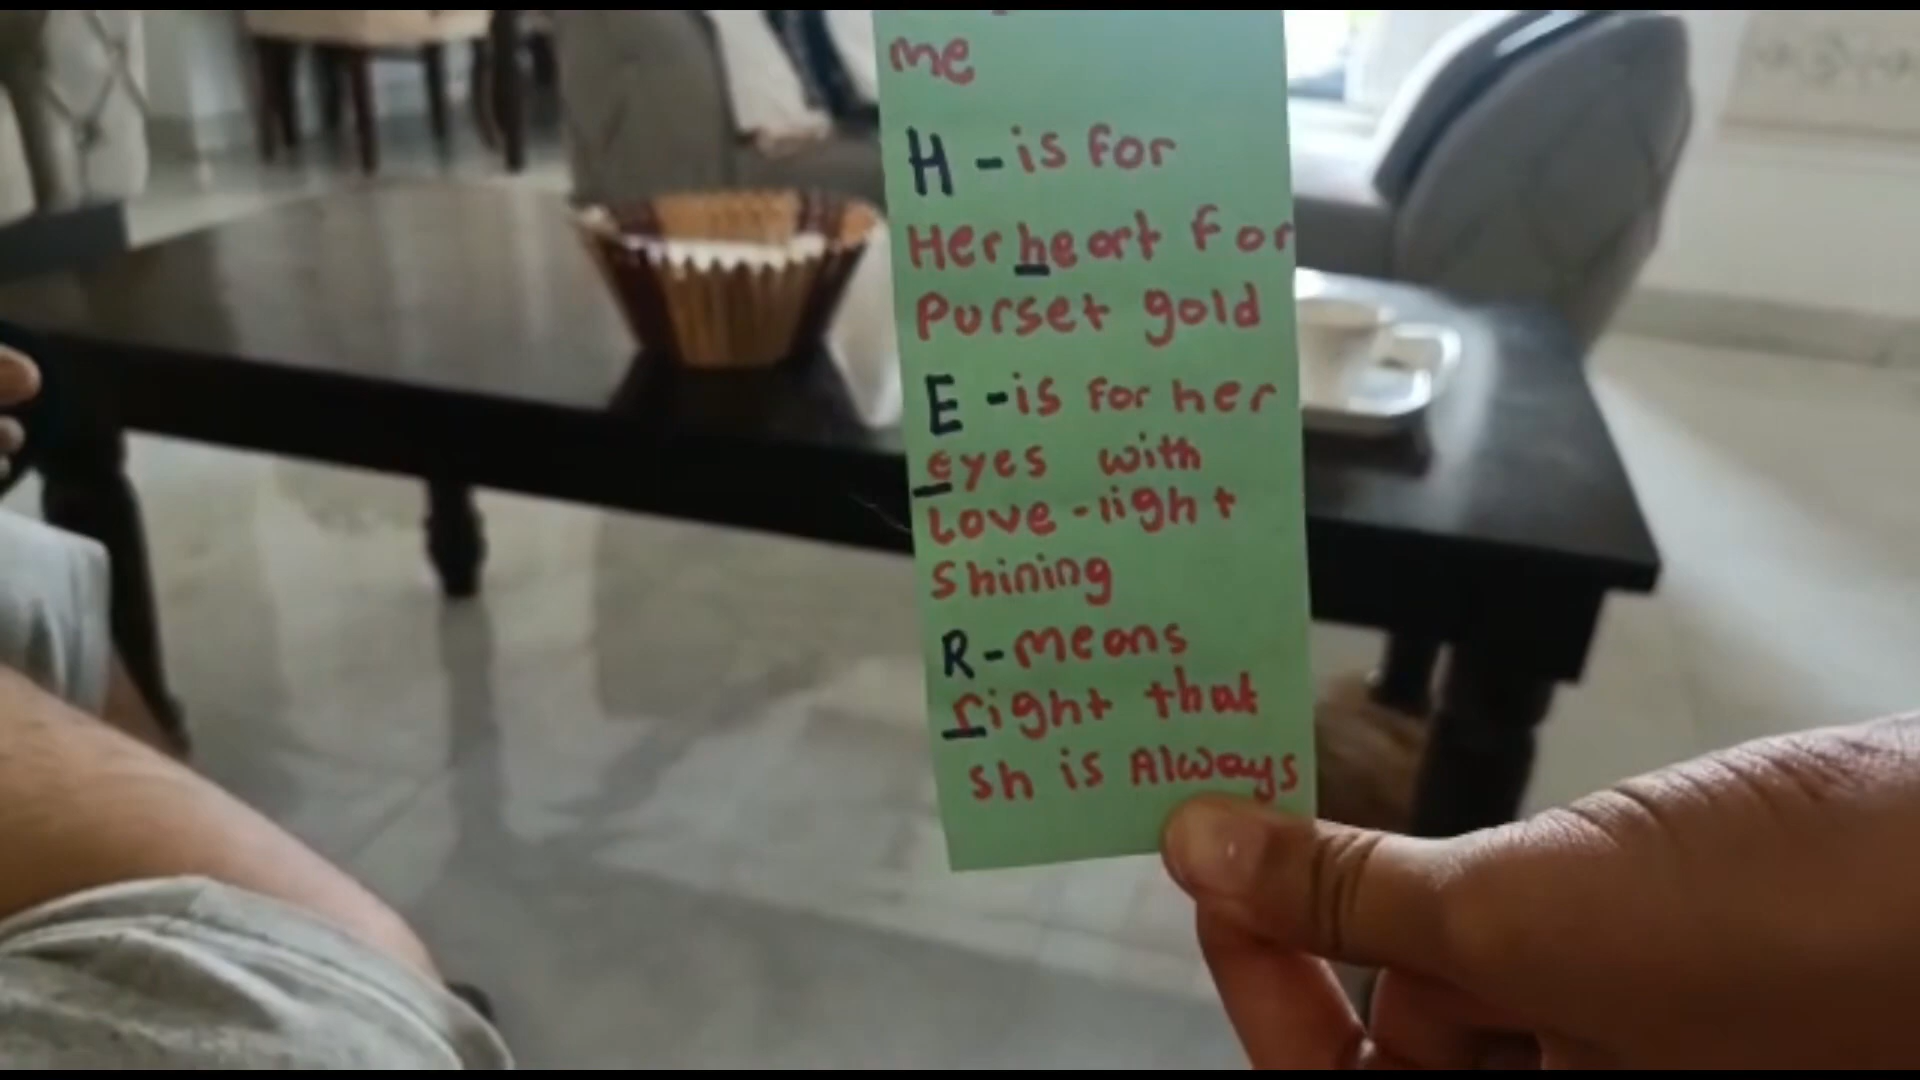 me
H - is for
Her heart for
Purset gold
E - is for her
eyes with
Love-light
Shining
R - means
right that
sh is Always